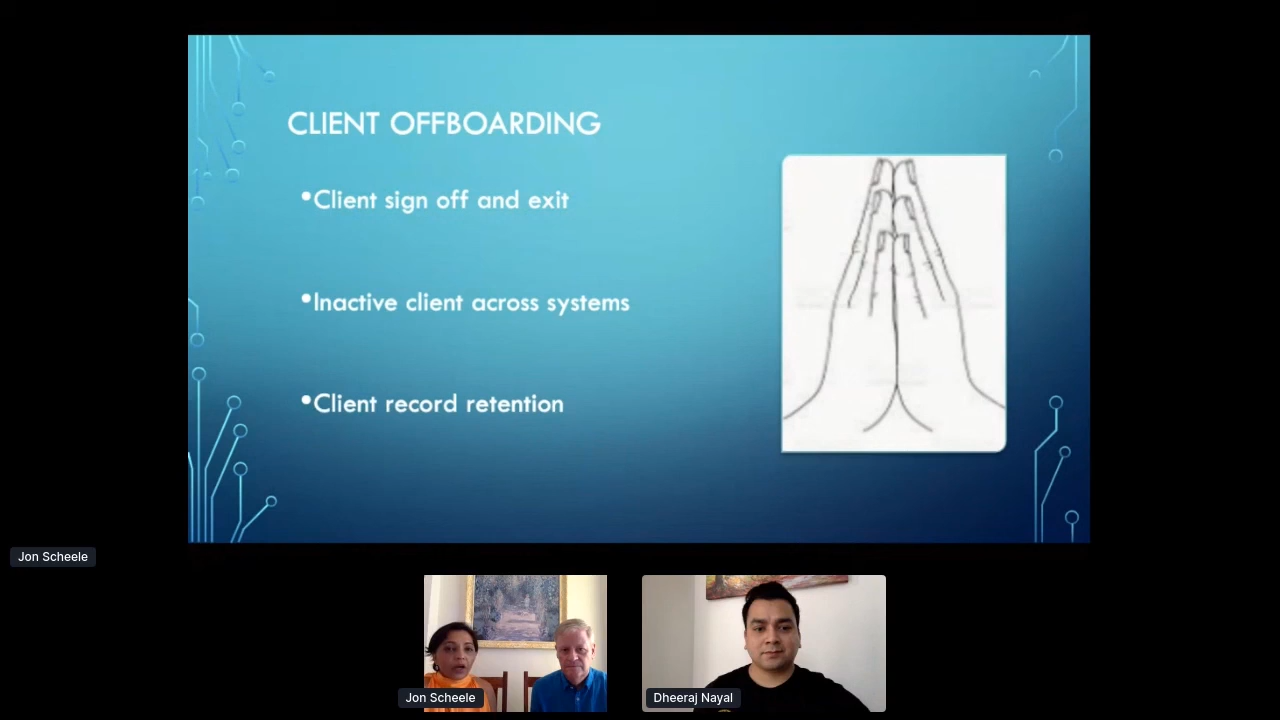 CLIENT OFFBOARDING
•Client sign off and exit
•Inactive client across systems
•Client record retention
Jon Scheele
Jon Scheele
Dheeraj Nayal